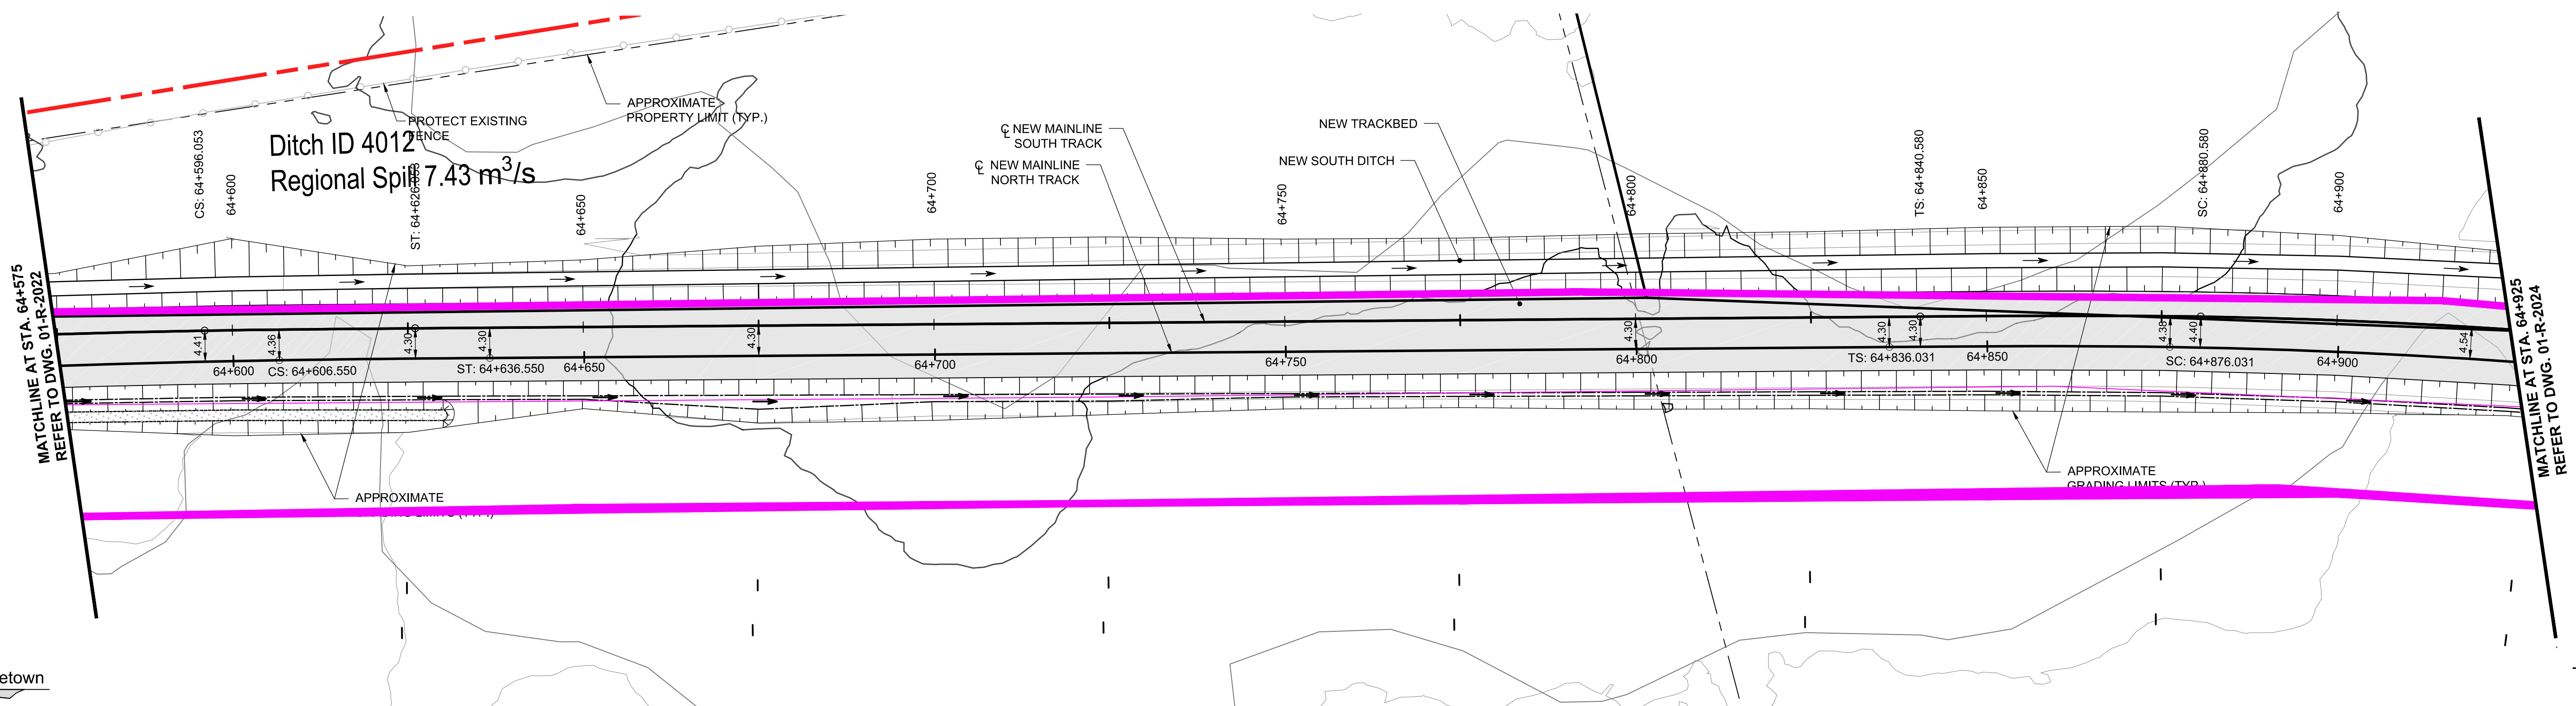 APPROXIMATE
PROPERTY LIMIT (TYP.)
PROTECT EXISTING
FENCE
Ditch ID 4012
Regional Spill 7.43 m³/s
℄ NEW MAINLINE
SOUTH TRACK
℄ NEW MAINLINE
NORTH TRACK
NEW TRACKBED
NEW SOUTH DITCH
CS: 64+596.053
64+600
ST: 64+626.053
64+650
64+700
64+750
64+800
TS: 64+840.580
64+850
SC: 64+880.580
64+900
MATCHLINE AT STA. 64+575
REFER TO DWG. 01-R-2022
4.41
4.36
4.30
4.30
4.30
4.30
4.30
4.30
4.38
4.40
4.54
64+600
CS: 64+606.550
ST: 64+636.550
64+650
64+700
64+750
64+800
TS: 64+836.031
64+850
SC: 64+876.031
64+900
MATCHLINE AT STA. 64+925
REFER TO DWG. 01-R-2024
APPROXIMATE
APPROXIMATE
GRADING LIMITS (TYP.)
etown